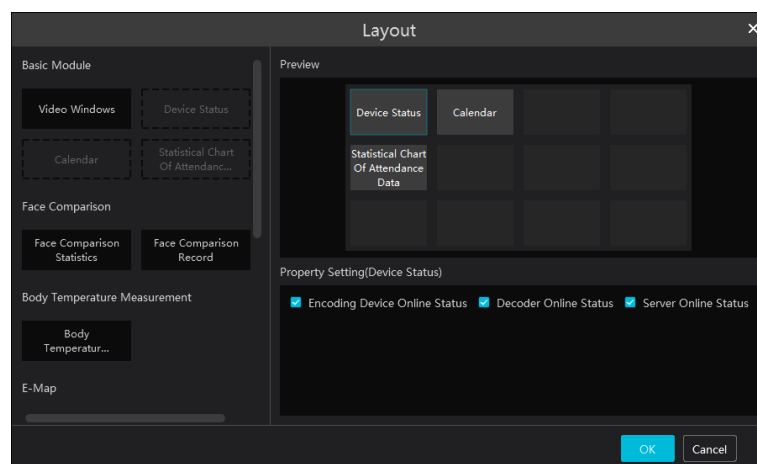 Layout
Basic Module
Video Windows
Device Status
Calendar
Statistical Chart
Of Attendanc...
Face Comparison
Face Comparison
Statistics
Face Comparison
Record
Body Temperature Measurement
Body
Temperatur...
E-Map
Preview
Device Status
Calendar
Statistical Chart
Of Attendance
Data
Property Setting(Device Status)
Encoding Device Online Status
Decoder Online Status
Server Online Status
OK
Cancel